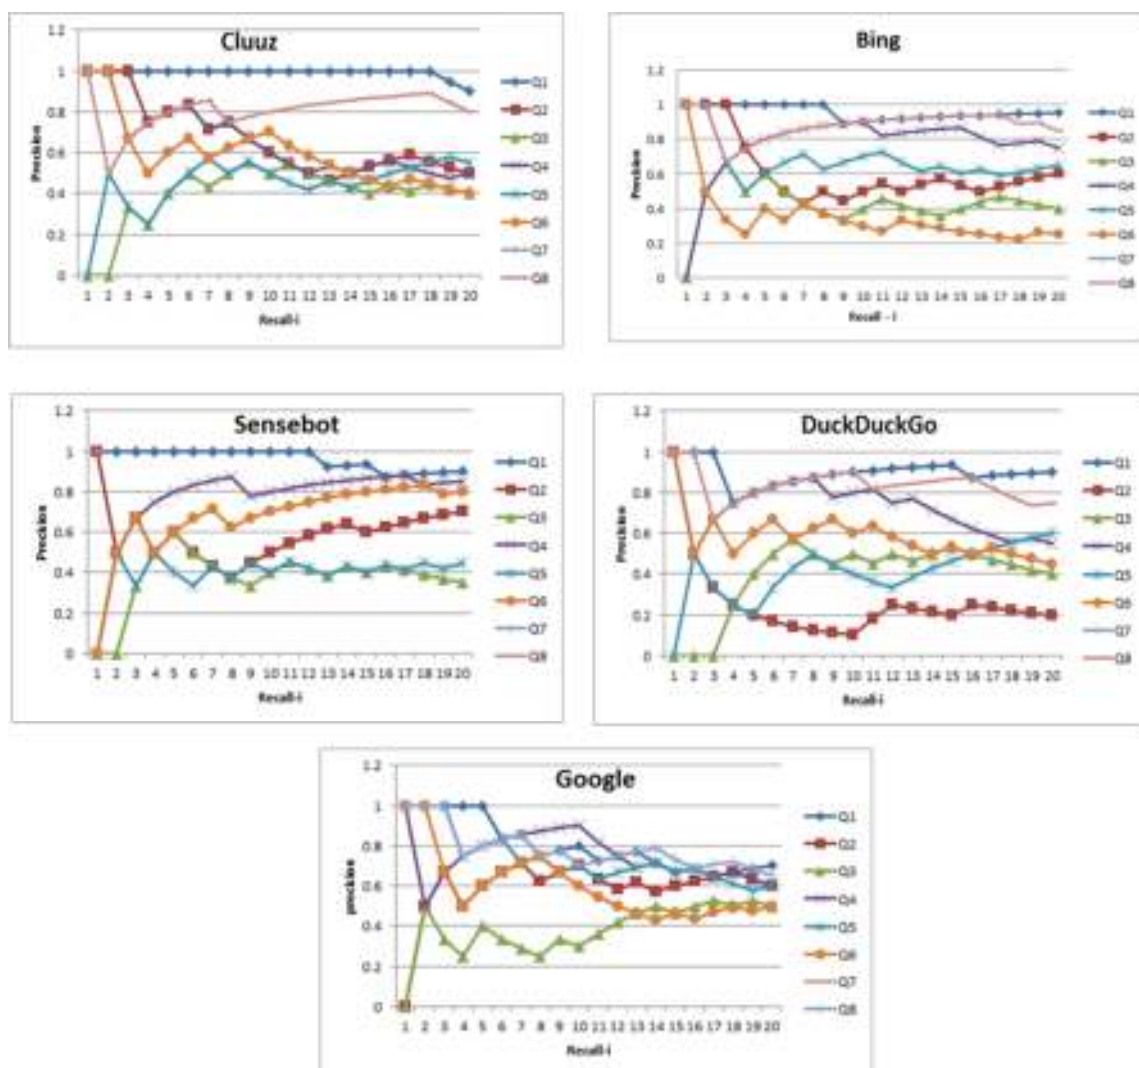 Cluuz
Precision
1.2
1
0.8
0.6
0.4
0.2
0
1 2 3 4 5 6 7 8 9 10 11 12 13 14 15 16 17 18 19 20
Recall-i
Q1
Q2
Q3
Q4
Q5
Q6
Q7
Q8
Bing
Precision
1.2
1
0.8
0.6
0.4
0.2
0
1 2 3 4 5 6 7 8 9 10 11 12 13 14 15 16 17 18 19 20
Recall - i
Q1
Q2
Q3
Q4
Q5
Q6
Q7
Q8
Sensebot
Precision
1.2
1
0.8
0.6
0.4
0.2
0
1 2 3 4 5 6 7 8 9 10 11 12 13 14 15 16 17 18 19 20
Recall-i
Q1
Q2
Q3
Q4
Q5
Q6
Q7
Q8
DuckDuckGo
Precision
1.2
1
0.8
0.6
0.4
0.2
0
1 2 3 4 5 6 7 8 9 10 11 12 13 14 15 16 17 18 19 20
Recall-i
Q1
Q2
Q3
Q4
Q5
Q6
Q7
Q8
Google
precision
1.2
1
0.8
0.6
0.4
0.2
0
1 2 3 4 5 6 7 8 9 10 11 12 13 14 15 16 17 18 19 20
Recall-i
Q1
Q2
Q3
Q4
Q5
Q6
Q7
Q8